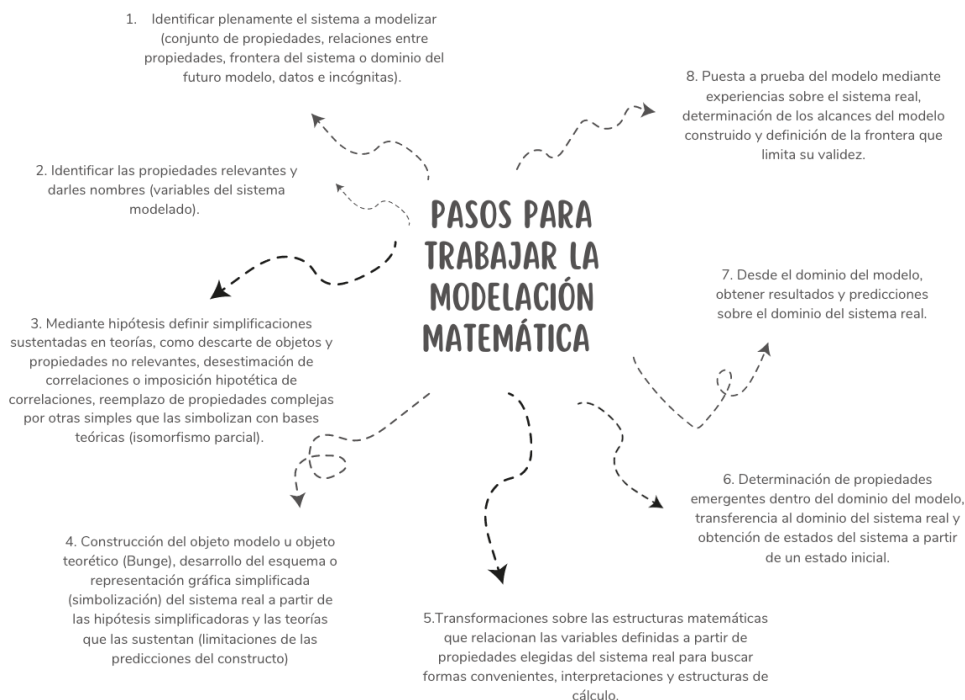 1. Identificar plenamente el sistema a modelizar
(conjunto de propiedades, relaciones entre
propiedades, frontera del sistema o dominio del
futuro modelo, datos e incógnitas).
2. Identificar las propiedades relevantes y
darles nombres (variables del sistema
modelado).
3. Mediante hipótesis definir simplificaciones
sustentadas en teorías, como descarte de objetos y
propiedades no relevantes, desestimación de
correlaciones o imposición hipotética de
correlaciones, reemplazo de propiedades complejas
por otras simples que las simbolizan con bases
teóricas (isomorfismo parcial).
4. Construcción del objeto modelo u objeto
teorético (Bunge), desarrollo del esquema o
representación gráfica simplificada
(simbolización) del sistema real a partir de
las hipótesis simplificadoras y las teorías
que las sustentan (limitaciones de las
predicciones del constructo)
PASOS PARA
TRABAJAR LA
MODELACIÓN
MATEMÁTICA
5.Transformaciones sobre las estructuras matemáticas
que relacionan las variables definidas a partir de
propiedades elegidas del sistema real para buscar
formas convenientes, interpretaciones y estructuras de
cálculo.
6. Determinación de propiedades
emergentes dentro del dominio del modelo,
transferencia al dominio del sistema real y
obtención de estados del sistema a partir
de un estado inicial.
7. Desde el dominio del modelo,
obtener resultados y predicciones
sobre el dominio del sistema real.
8. Puesta a prueba del modelo mediante
experiencias sobre el sistema real,
determinación de los alcances del modelo
construido y definición de la frontera que
limita su validez.